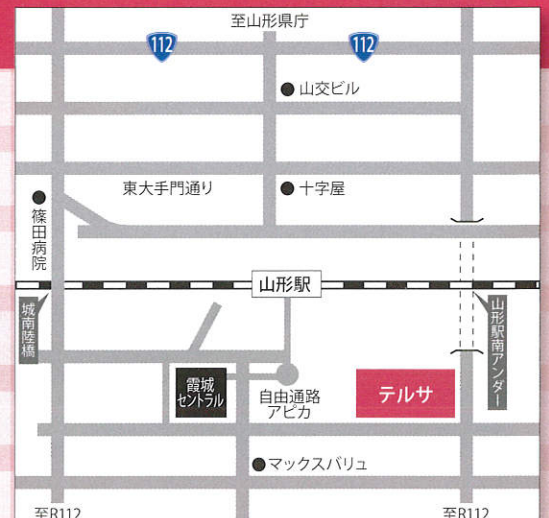 至山形県庁
112
112
山交ビル
東大手門通り
十字屋
篠田病院
山形駅
城南陸橋
山形駅南アンダー
霞城
セントラル
自由通路
アピカ
テルサ
マックスバリュ
至R112
至R112